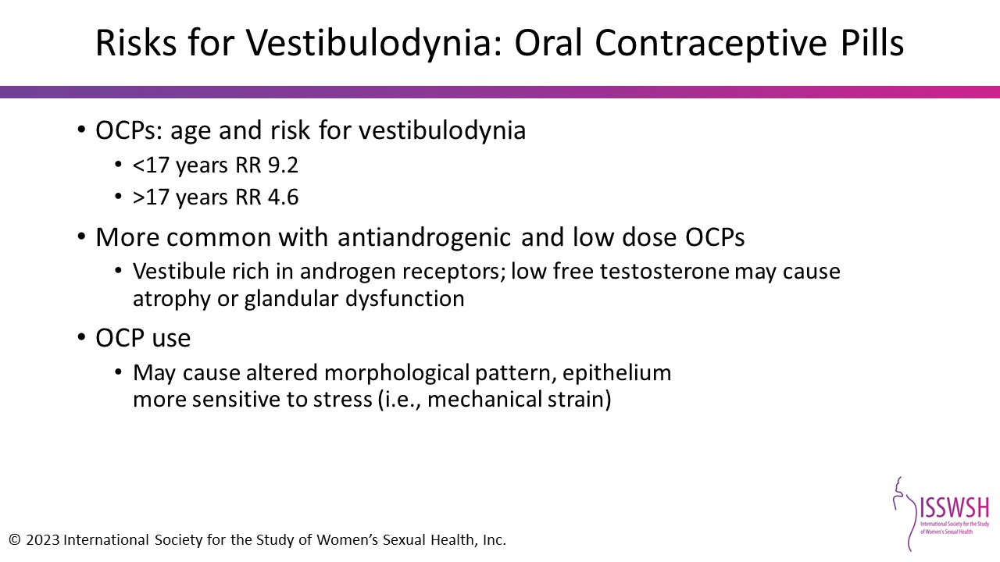 Risks for Vestibulodynia: Oral Contraceptive Pills
• OCPs: age and risk for vestibulodynia
• <17 years RR 9.2
• >17 years RR 4.6
• More common with antiandrogenic and low dose OCPs
• Vestibule rich in androgen receptors; low free testosterone may cause
atrophy or glandular dysfunction
• OCP use
• May cause altered morphological pattern, epithelium
more sensitive to stress (i.e., mechanical strain)
ISSWSH
International Society for the Study
of Women's Sexual Health
© 2023 International Society for the Study of Women’s Sexual Health, Inc.